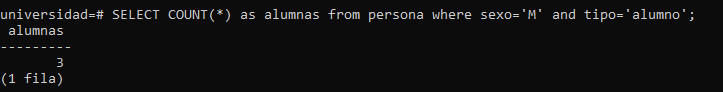 universidad=# SELECT COUNT(*) as alumnas from persona where sexo='M' and tipo='alumno';
alumnas
---------
3
(1 fila)